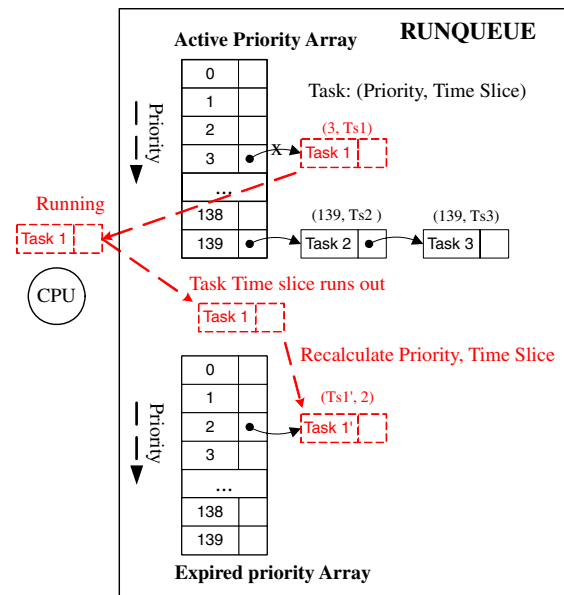 RUNQUEUE
Active Priority Array
Task: (Priority, Time Slice)
Priority
0
1
2
3
...
138
139
X
(3, Ts1)
Task 1
Running
Task 1
CPU
(139, Ts2 )
Task 2
(139, Ts3)
Task 3
Task Time slice runs out
Task 1
Recalculate Priority, Time Slice
(Ts1', 2)
Task 1'
Priority
0
1
2
3
...
138
139
Expired priority Array